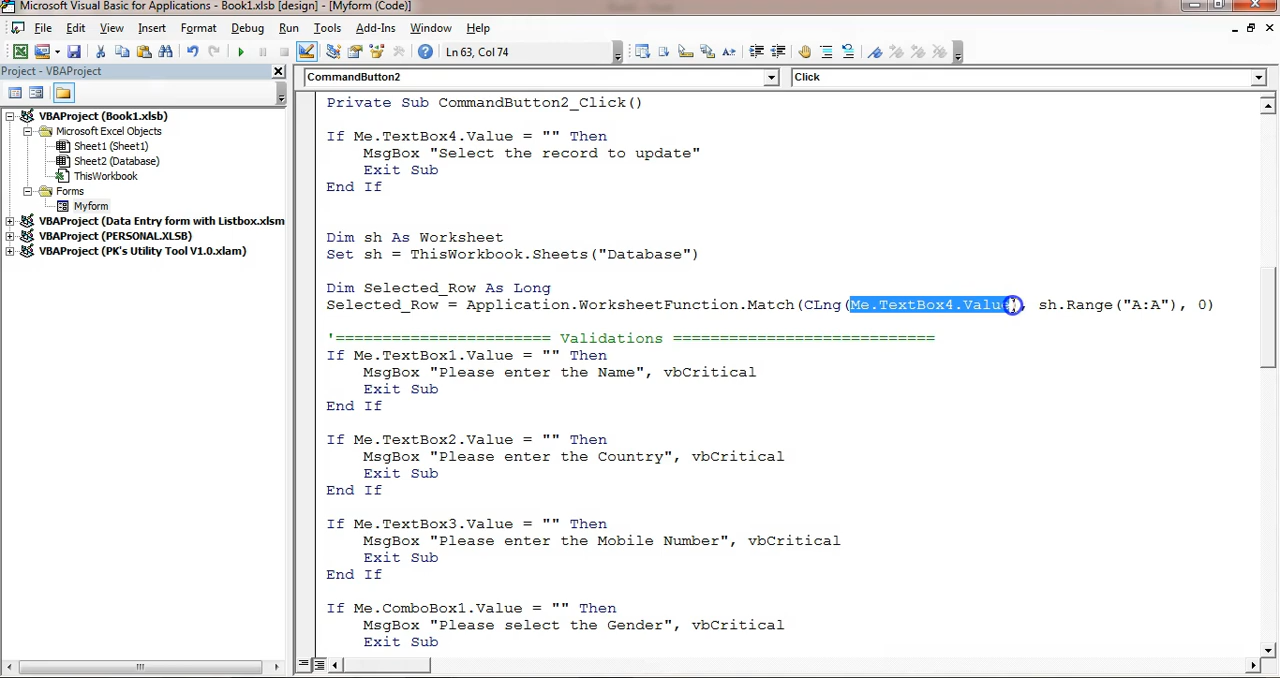 Microsoft Visual Basic for Applications - Book1.xlsb [design] - [Myform (Code)]
File Edit View Insert Format Debug Run Tools Add-Ins Window Help
Ln 63, Col 74
Project - VBAProject
CommandButton2 Click
VBAProject (Book1.xlsb)
Microsoft Excel Objects
Sheet1 (Sheet1)
Sheet2 (Database)
ThisWorkbook
Forms
Myform
VBAProject (Data Entry form with Listbox.xlsm
VBAProject (PERSONAL.XLSB)
VBAProject (PK's Utility Tool V1.0.xlam)
Private Sub CommandButton2_Click()
If Me.TextBox4.Value = "" Then
MsgBox "Select the record to update"
Exit Sub
End If
Dim sh As Worksheet
Set sh = ThisWorkbook.Sheets("Database")
Dim Selected_Row As Long
Selected_Row = Application.WorksheetFunction.Match(CLng(Me.TextBox4.Value), sh.Range("A:A"), 0)
'======================= Validations ============================
If Me.TextBox1.Value = "" Then
MsgBox "Please enter the Name", vbCritical
Exit Sub
End If
If Me.TextBox2.Value = "" Then
MsgBox "Please enter the Country", vbCritical
Exit Sub
End If
If Me.TextBox3.Value = "" Then
MsgBox "Please enter the Mobile Number", vbCritical
Exit Sub
End If
If Me.ComboBox1.Value = "" Then
MsgBox "Please select the Gender", vbCritical
Exit Sub